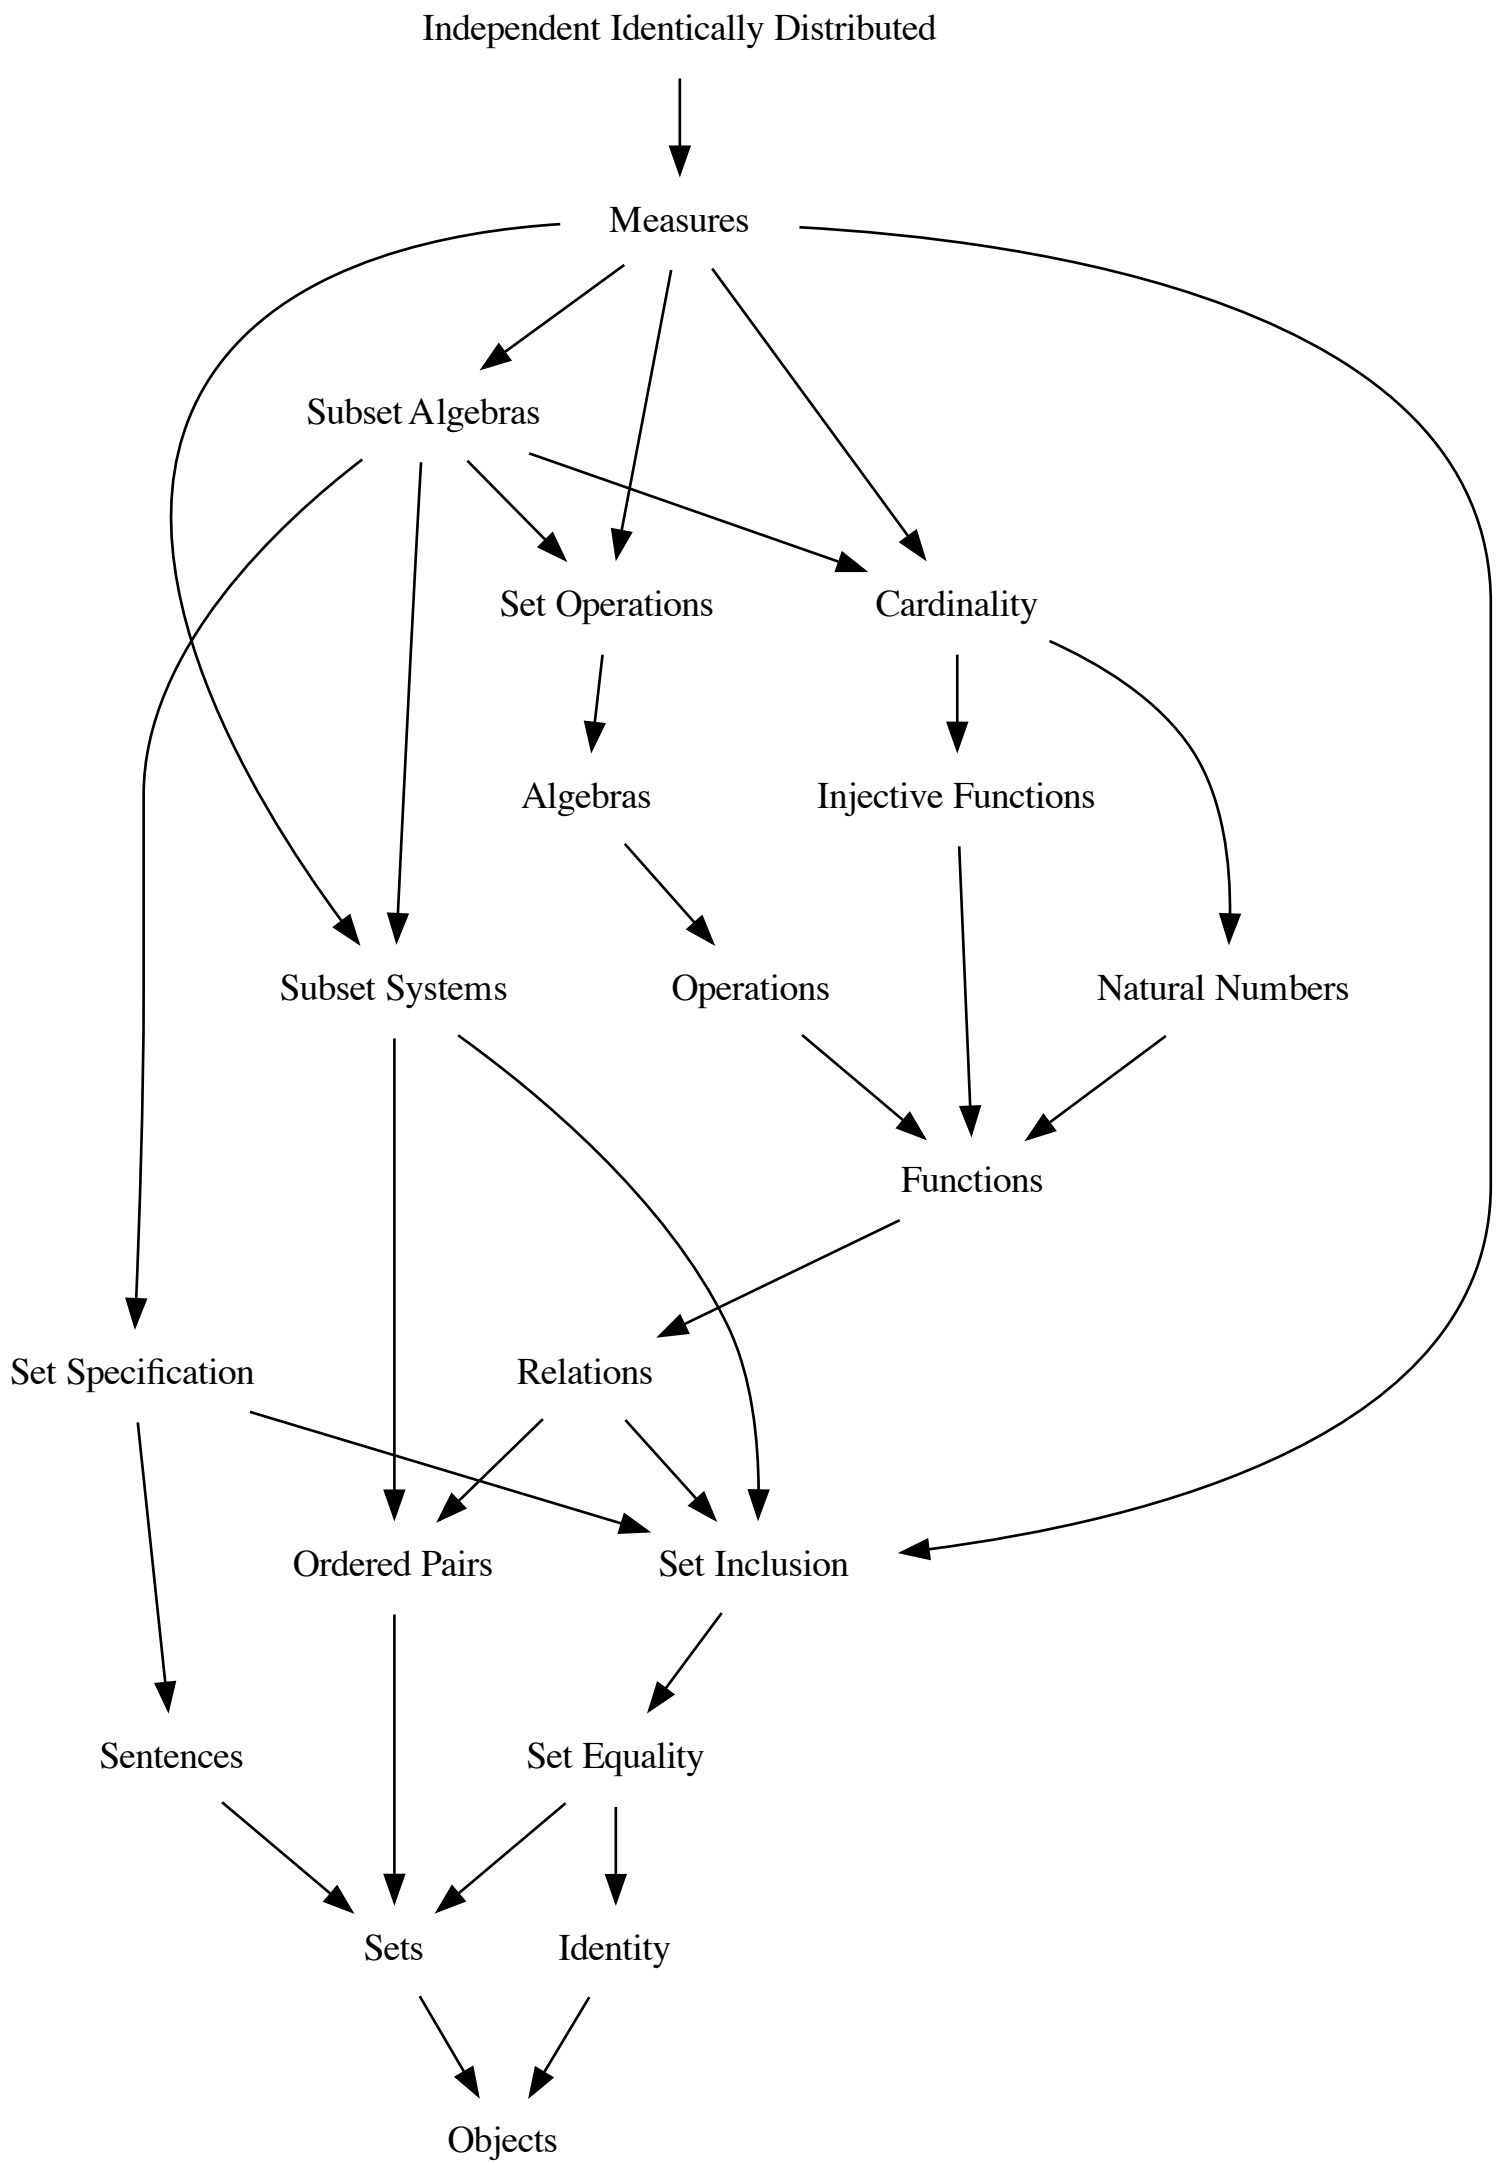 Independent Identically Distributed
Measures
Subset Algebras
Set Operations
Cardinality
Algebras
Injective Functions
Subset Systems
Operations
Natural Numbers
Functions
Set Specification
Relations
Ordered Pairs
Set Inclusion
Sentences
Set Equality
Sets
Identity
Objects